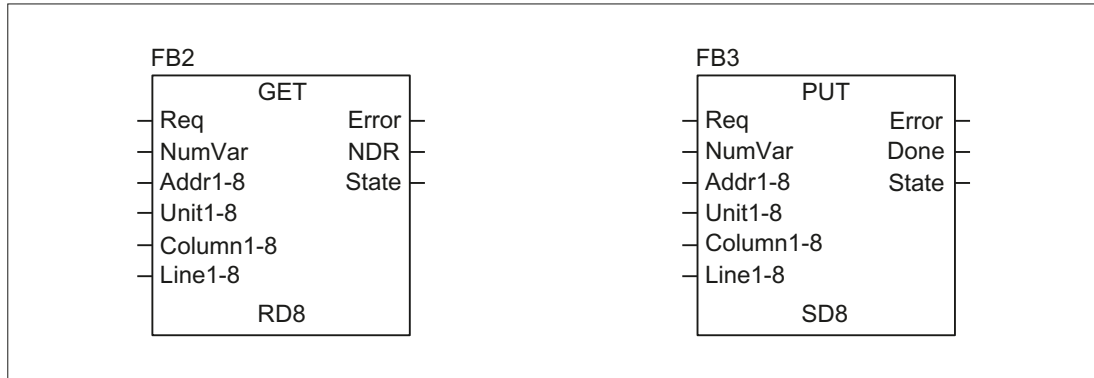 FB2
GET
Req Error
NumVar NDR
Addr1-8 State
Unit1-8
Column1-8
Line1-8
RD8
FB3
PUT
Req Error
NumVar Done
Addr1-8 State
Unit1-8
Column1-8
Line1-8
SD8